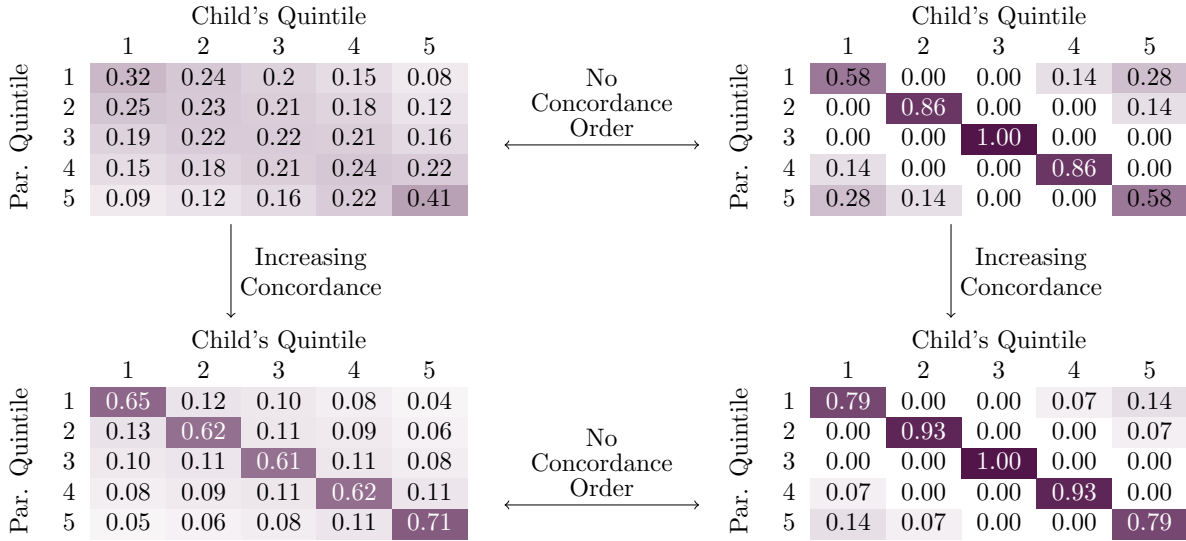 Child's Quintile
1 2 3 4 5
Par. Quintile
1 0.32 0.24 0.2 0.15 0.08
2 0.25 0.23 0.21 0.18 0.12
3 0.19 0.22 0.22 0.21 0.16
4 0.15 0.18 0.21 0.24 0.22
5 0.09 0.12 0.16 0.22 0.41
No
Concordance
Order
Child's Quintile
1 2 3 4 5
Par. Quintile
1 0.58 0.00 0.00 0.14 0.28
2 0.00 0.86 0.00 0.00 0.14
3 0.00 0.00 1.00 0.00 0.00
4 0.14 0.00 0.00 0.86 0.00
5 0.28 0.14 0.00 0.00 0.58
Increasing
Concordance
Increasing
Concordance
Child's Quintile
1 2 3 4 5
Par. Quintile
1 0.65 0.12 0.10 0.08 0.04
2 0.13 0.62 0.11 0.09 0.06
3 0.10 0.11 0.61 0.11 0.08
4 0.08 0.09 0.11 0.62 0.11
5 0.05 0.06 0.08 0.11 0.71
No
Concordance
Order
Child's Quintile
1 2 3 4 5
Par. Quintile
1 0.79 0.00 0.00 0.07 0.14
2 0.00 0.93 0.00 0.00 0.07
3 0.00 0.00 1.00 0.00 0.00
4 0.07 0.00 0.00 0.93 0.00
5 0.14 0.07 0.00 0.00 0.79